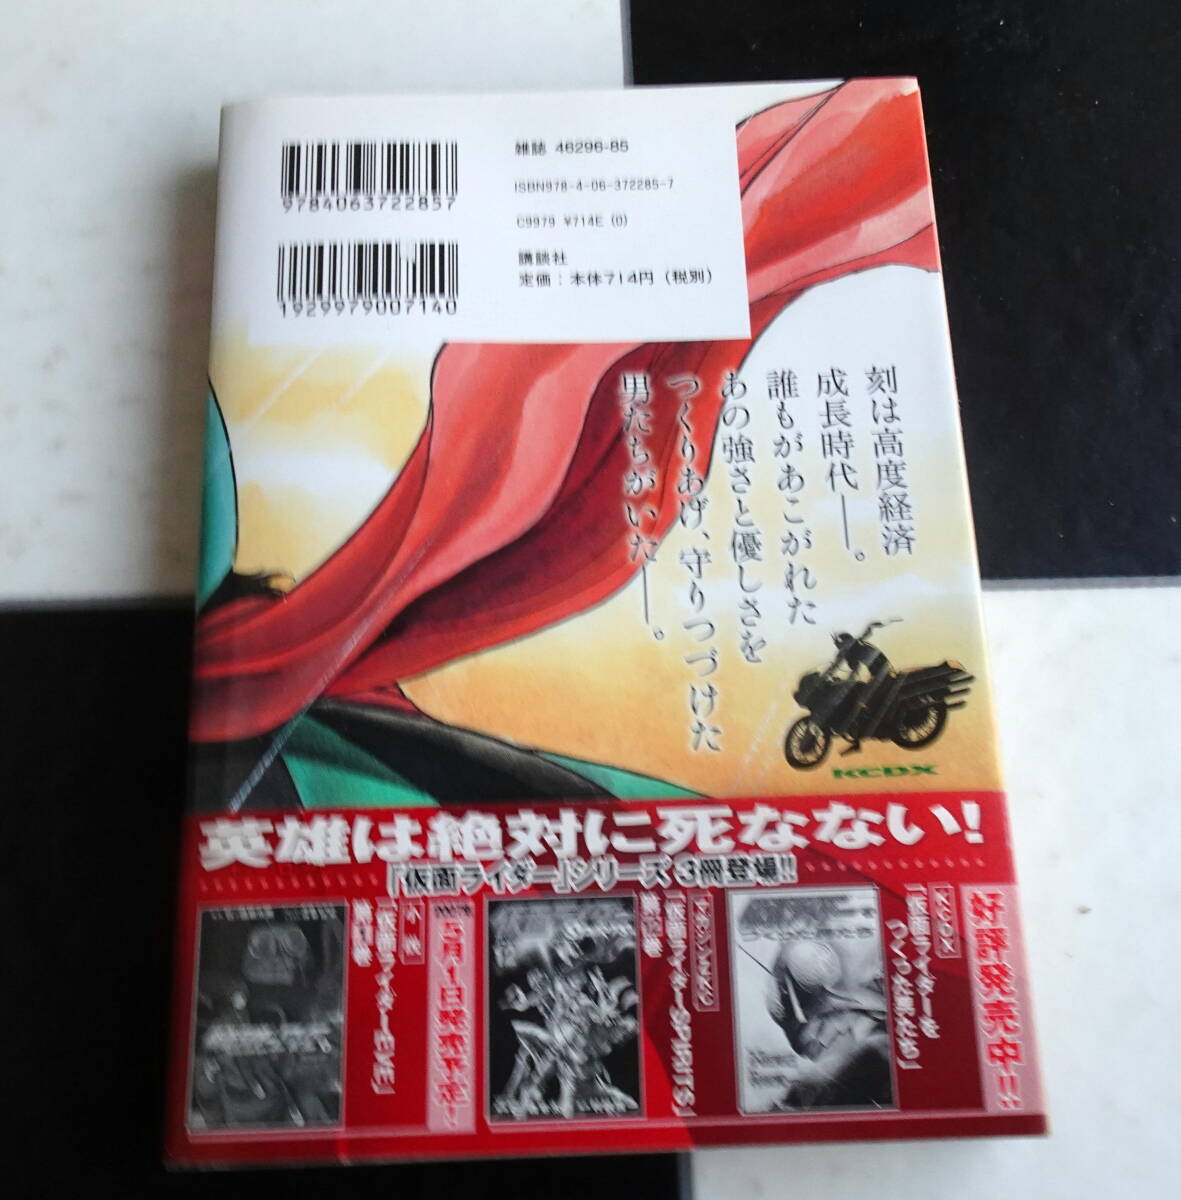 9784063722857
1929979007140
雑誌 46296-85
ISBN978-4-06-372285-7
C9979 ¥714E (0)
講談社
定価：本体714円（税別）
刻は高度経済
成長時代──。
誰もがあこがれた
あの強さと優しさを
つくりあげ、守りつづけた
男たちがいた──。
KCDX
英雄は絶対に死なない!
「仮面ライダー」シリーズ3冊登場!!
好評発売中!!
KCDX
「仮面ライダーを
つくった男たち」
マガジンZKC
「仮面ライダーSPIRITS」
小説
「仮面ライダーEVE」
第1巻
5月1日発売予定!